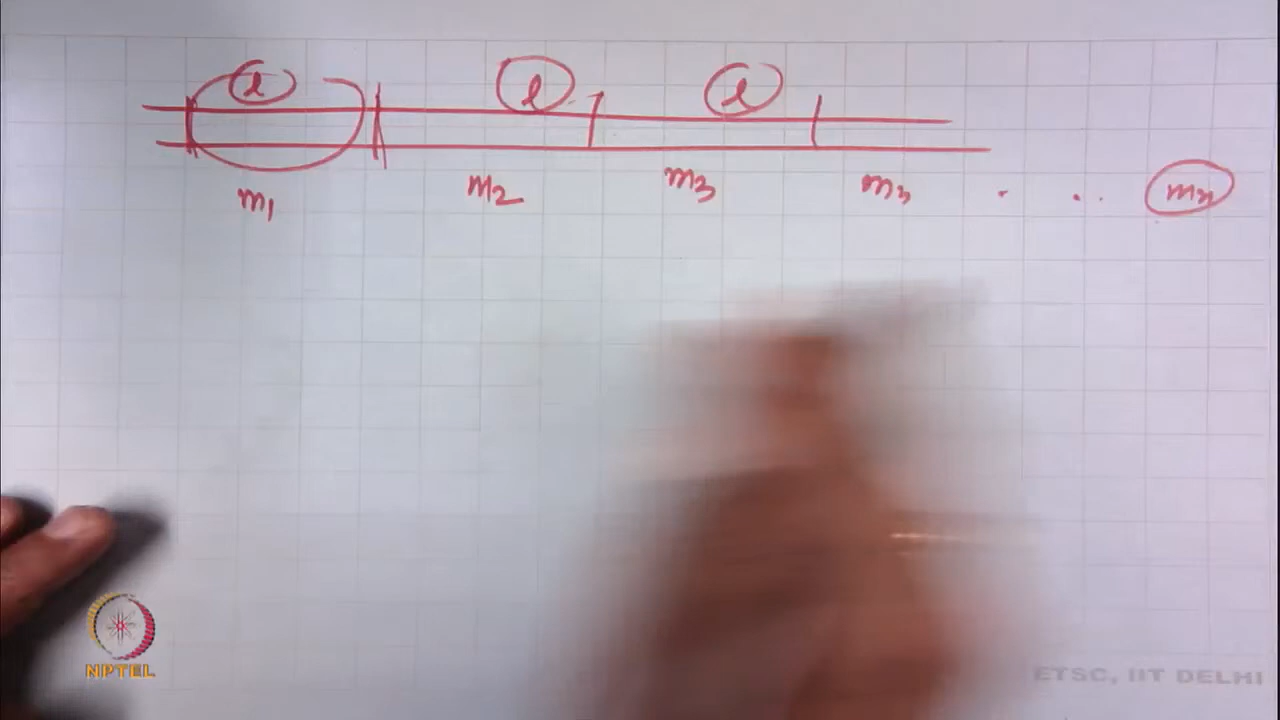 l l l
m1 m2 m3 m3 . . . mn
NPTEL
ETSC, IIT DELHI